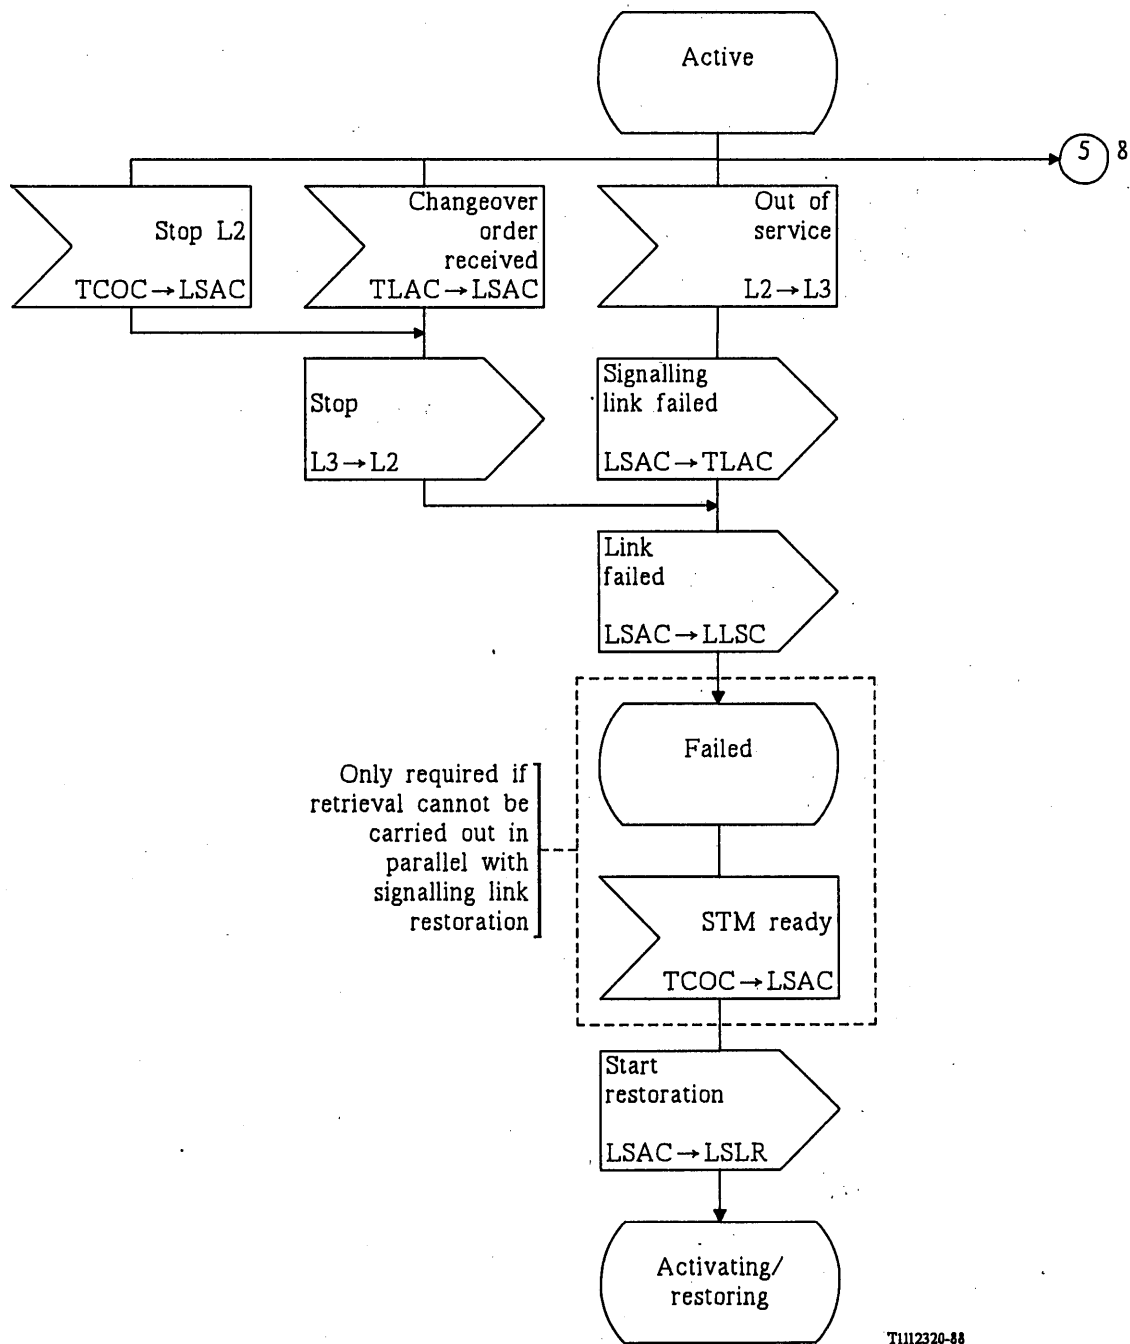 Active
5 8
Stop L2
TCOC→LSAC
Changeover
order
received
TLAC→LSAC
Out of
service
L2→L3
Stop
L3→L2
Signalling
link failed
LSAC→TLAC
Link
failed
LSAC→LLSC
Failed
Only required if
retrieval cannot be
carried out in
parallel with
signalling link
restoration
STM ready
TCOC→LSAC
Start
restoration
LSAC→LSLR
Activating/
restoring
T1112320-88